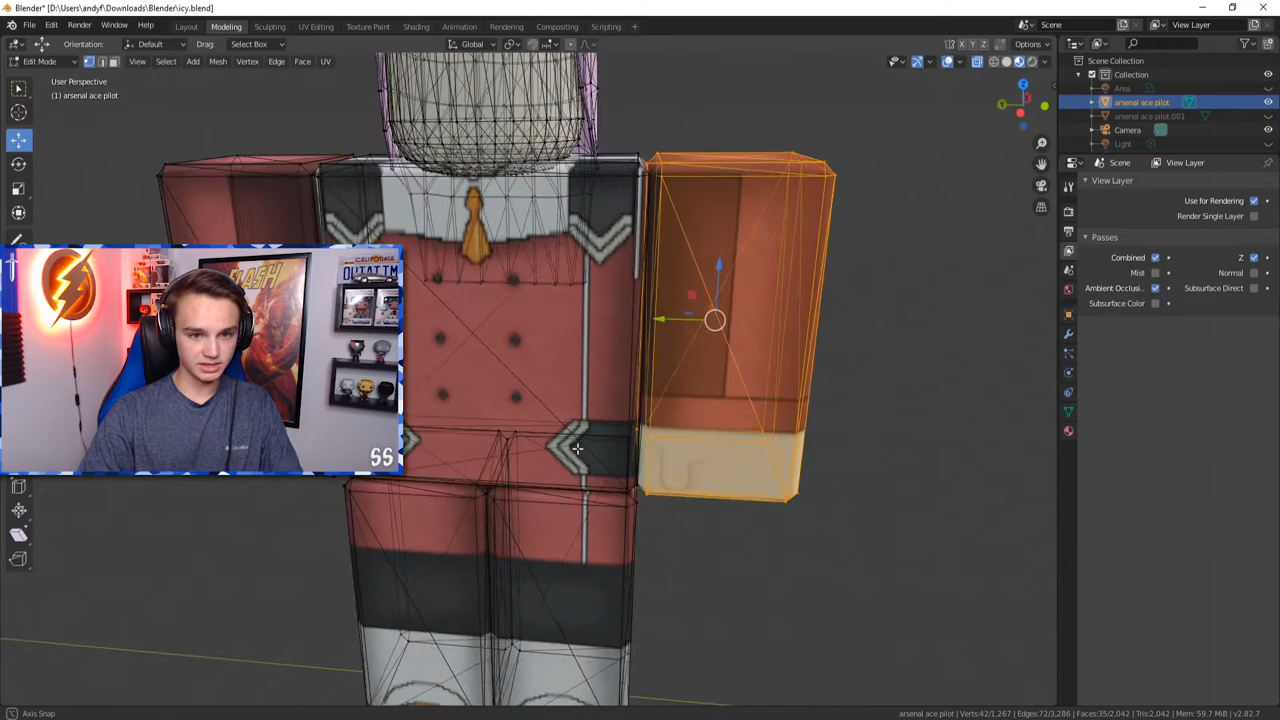 Blender* [D:\Users\andyf\Downloads\Blender\icy.blend]
File Edit Render Window Help Layout Modeling Sculpting UV Editing Texture Paint Shading Animation Rendering Compositing Scripting + Scene View Layer
Orientation: Default Drag: Select Box Global X Y Z Options
Edit Mode View Select Add Mesh Vertex Edge Face UV
User Perspective
(1) arsenal ace pilot
Scene Collection
Collection
Area
arsenal ace pilot
arsenal ace pilot.001
Camera
Light
Scene View Layer
View Layer
Use for Rendering
Render Single Layer
Passes
Combined Z
Mist Normal
Ambient Occlusi.. Subsurface Direct
Subsurface Color
CALIFORNIA
OUTATIME
FLASH
Columbia
SS
Axis Snap
arsenal ace pilot | Verts:42/1,267 | Edges:72/3,286 | Faces:35/2,042 | Tris:2,042 | Mem: 59.7 MiB | v2.82.7